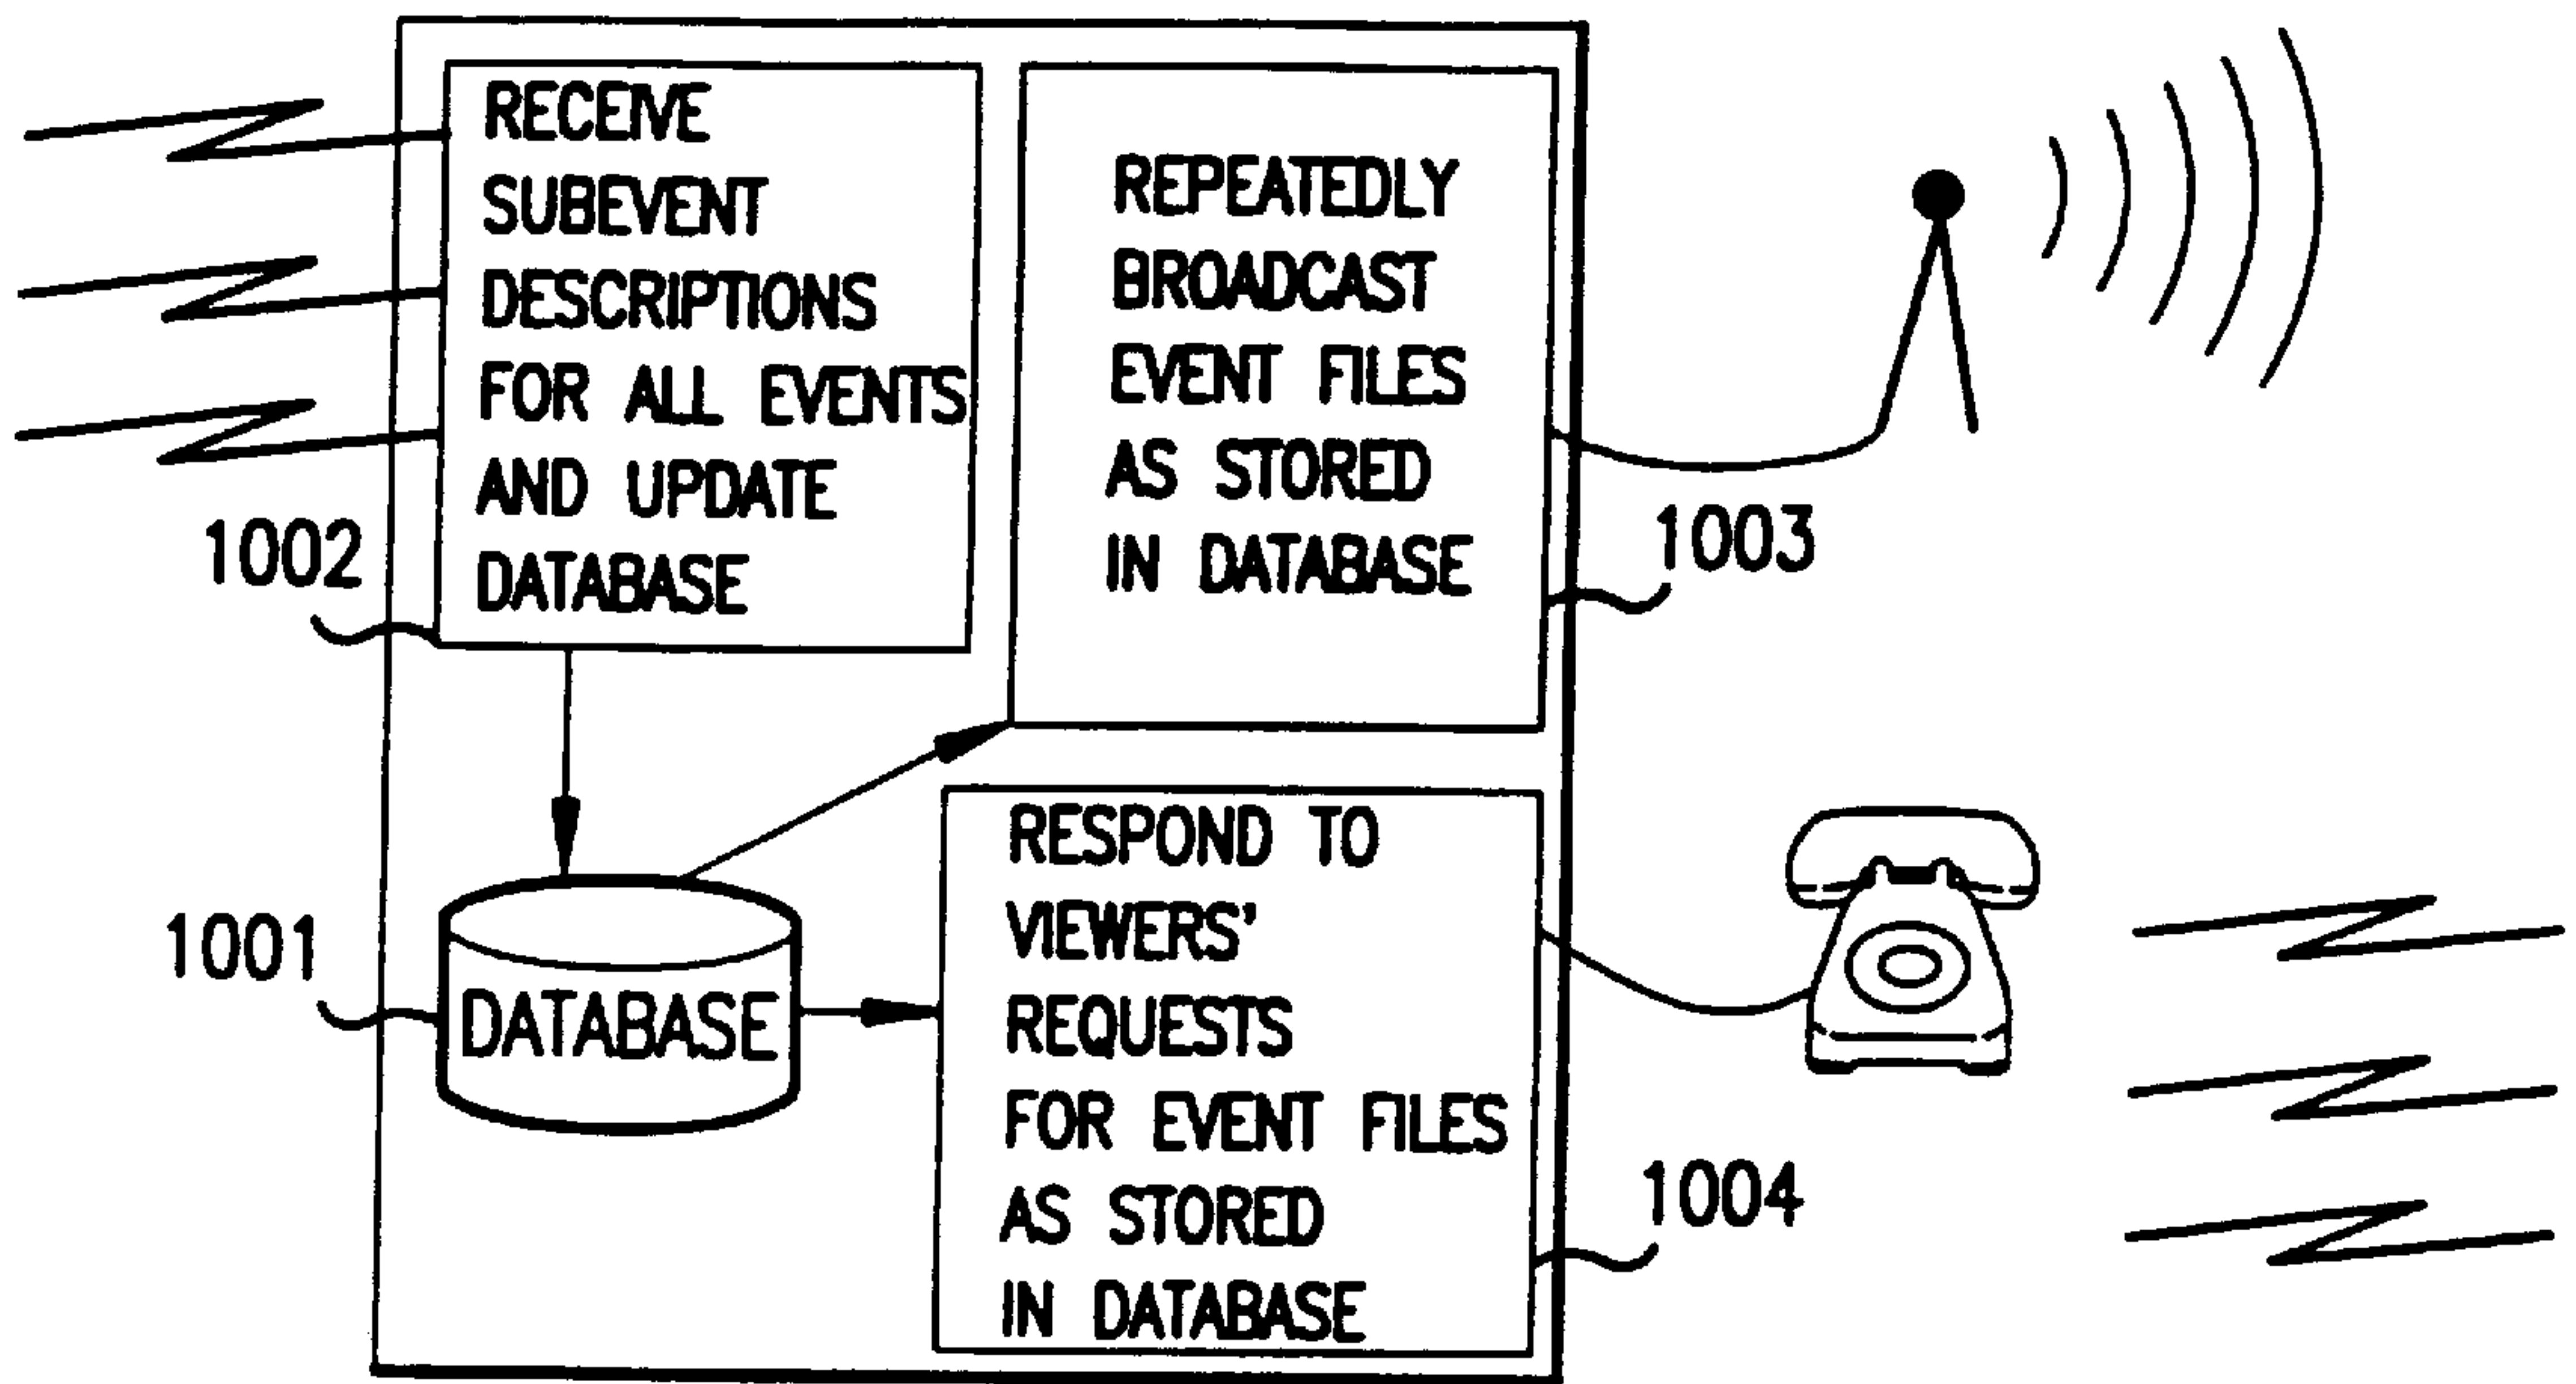 RECEIVE
SUBEVENT
DESCRIPTIONS
FOR ALL EVENTS
AND UPDATE
DATABASE
1002
REPEATEDLY
BROADCAST
EVENT FILES
AS STORED
IN DATABASE
1003
1001
DATABASE
RESPOND TO
VIEWERS'
REQUESTS
FOR EVENT FILES
AS STORED
IN DATABASE
1004